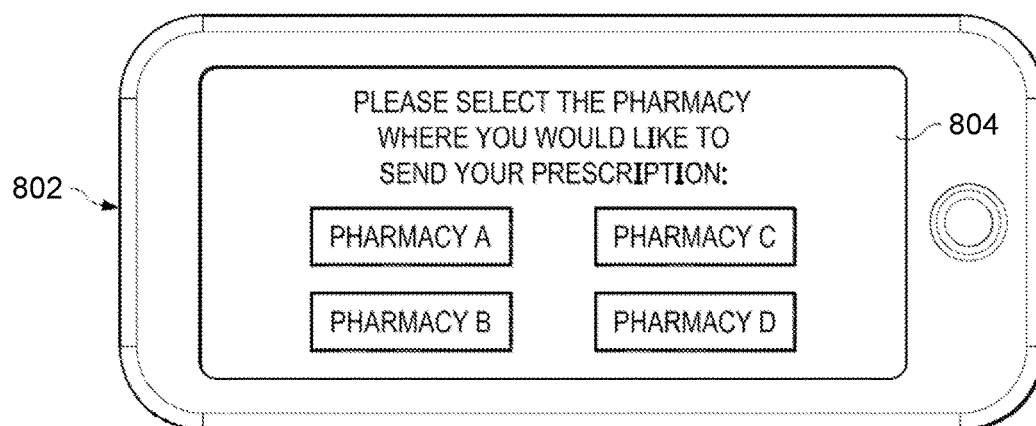 PLEASE SELECT THE PHARMACY
WHERE YOU WOULD LIKE TO
SEND YOUR PRESCRIPTION:
804
802
PHARMACY A
PHARMACY C
PHARMACY B
PHARMACY D